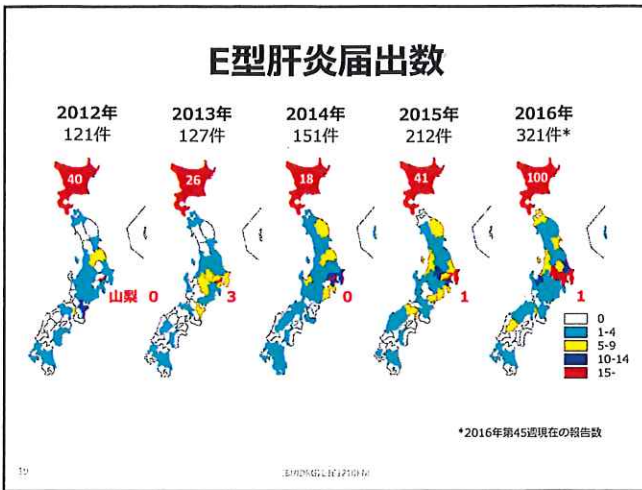 E型肝炎届出数
2012年 2013年 2014年 2015年 2016年
121件 127件 151件 212件 321件*
40 26 18 41 100
山梨 0 3 0 1 1
0
1-4
5-9
10-14
15-
*2016年第45週現在の報告数